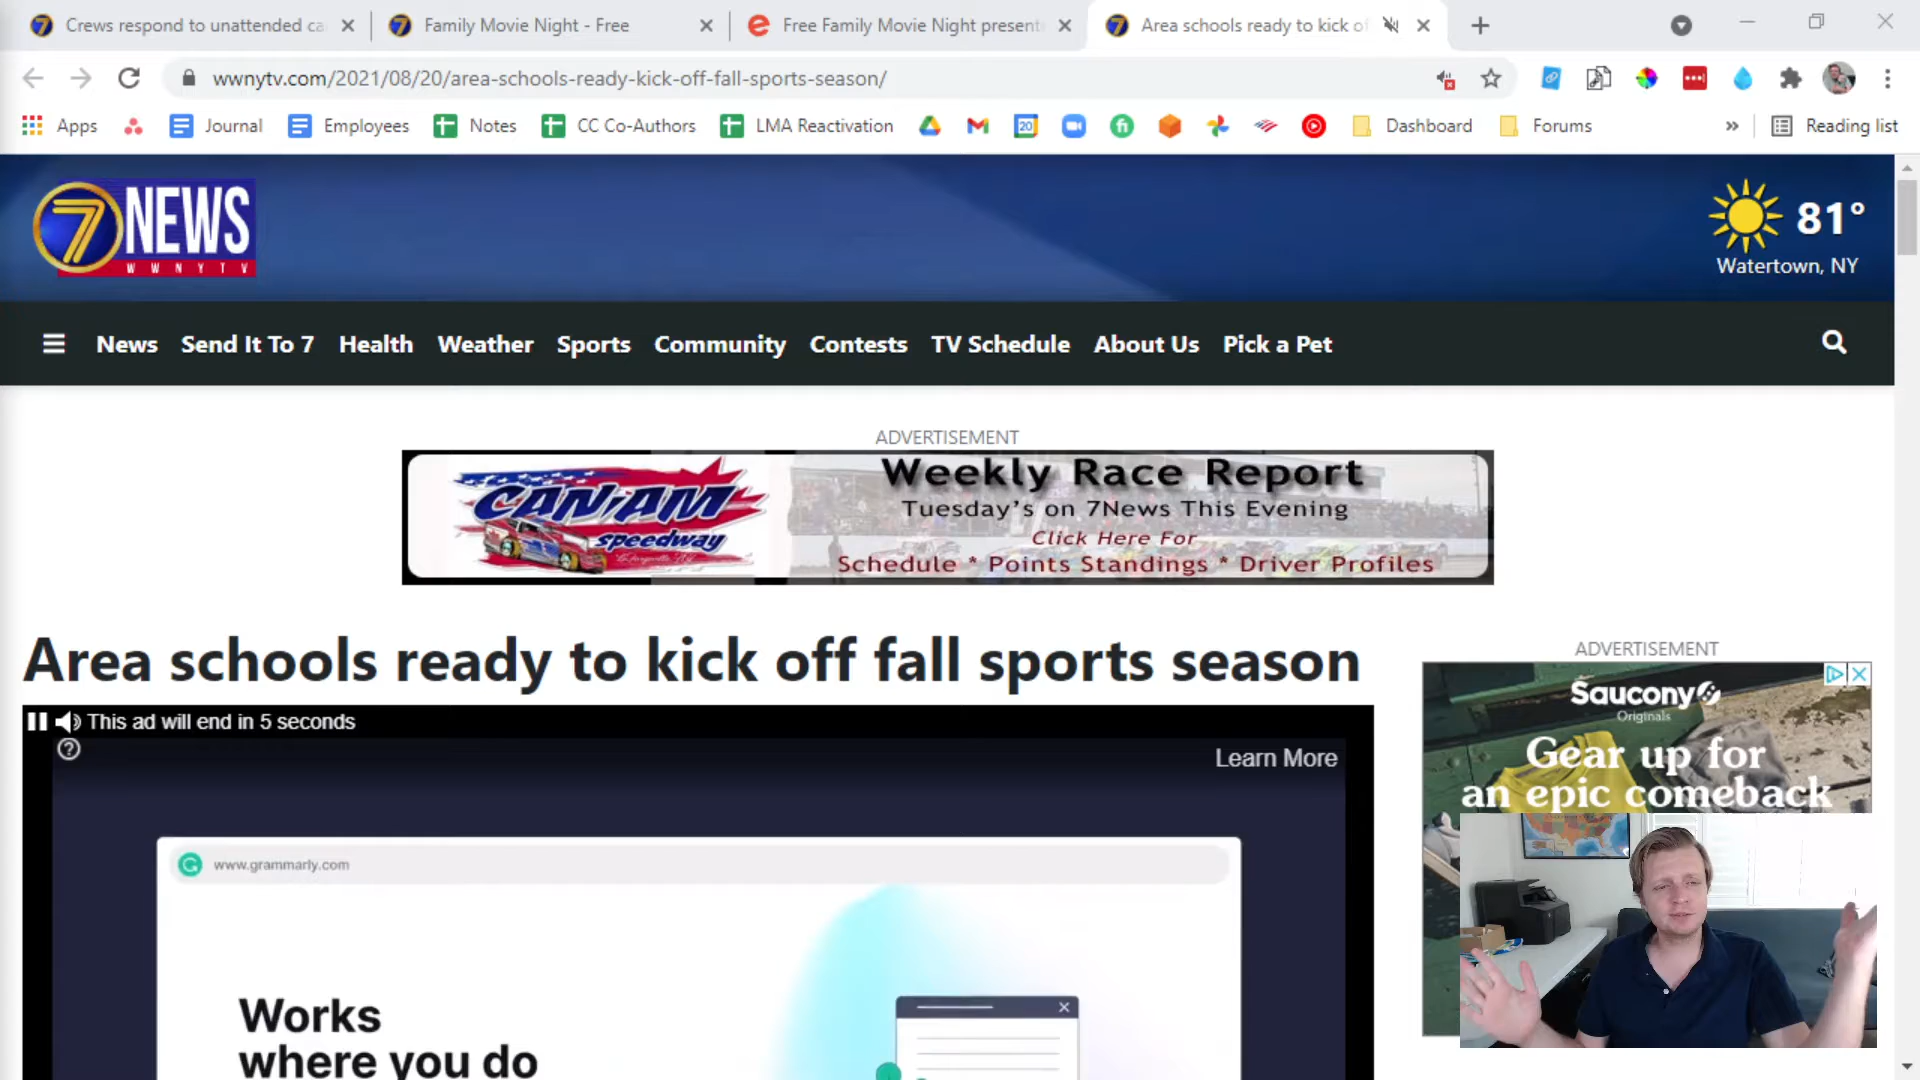 Crews respond to unattended ca
Family Movie Night - Free
Free Family Movie Night present
Area schools ready to kick of
wwnytv.com/2021/08/20/area-schools-ready-kick-off-fall-sports-season/
Apps
Journal
Employees
Notes
CC Co-Authors
LMA Reactivation
20
Dashboard
Forums
»
Reading list
7 NEWS
WWNYTV
81°
Watertown, NY
News
Send It To 7
Health
Weather
Sports
Community
Contests
TV Schedule
About Us
Pick a Pet
ADVERTISEMENT
CAN-AM
speedway
Weekly Race Report
Tuesday's on 7News This Evening
Click Here For
Schedule * Points Standings * Driver Profiles
Area schools ready to kick off fall sports season
ADVERTISEMENT
Saucony
Originals
Gear up for
an epic comeback
This ad will end in 5 seconds
Learn More
www.grammarly.com
Works
where you do